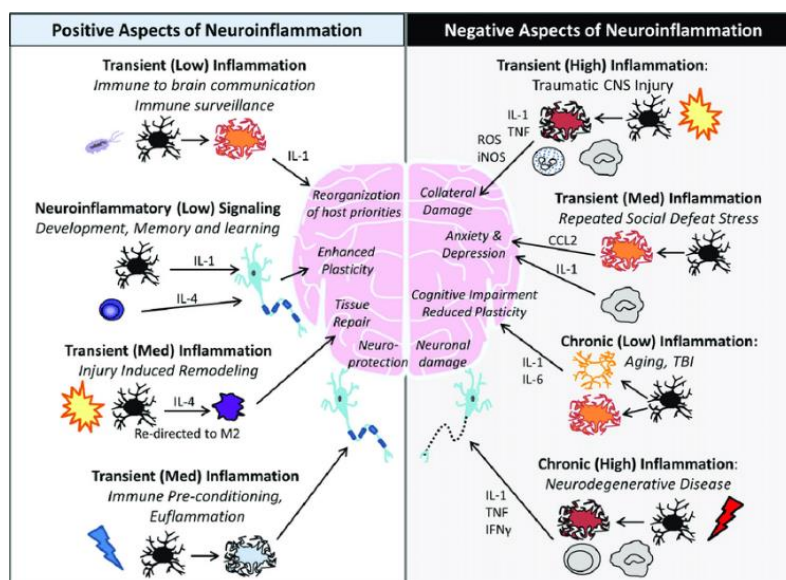 Positive Aspects of Neuroinflammation
Transient (Low) Inflammation
Immune to brain communication
Immune surveillance
IL-1
Reorganization
of host priorities
Neuroinflammatory (Low) Signaling
Development, Memory and learning
IL-1
IL-4
Enhanced
Plasticity
Tissue
Repair
Transient (Med) Inflammation
Injury Induced Remodeling
IL-4
Re-directed to M2
Neuro-
protection
Transient (Med) Inflammation
Immune Pre-conditioning,
Euflammation
Negative Aspects of Neuroinflammation
Transient (High) Inflammation:
Traumatic CNS Injury
IL-1
TNF
ROS
iNOS
Collateral
Damage
Transient (Med) Inflammation
Repeated Social Defeat Stress
CCL2
IL-1
Anxiety &
Depression
Cognitive Impairment
Reduced Plasticity
Chronic (Low) Inflammation:
Aging, TBI
IL-1
IL-6
Neuronal
damage
Chronic (High) Inflammation:
Neurodegenerative Disease
IL-1
TNF
IFNγ